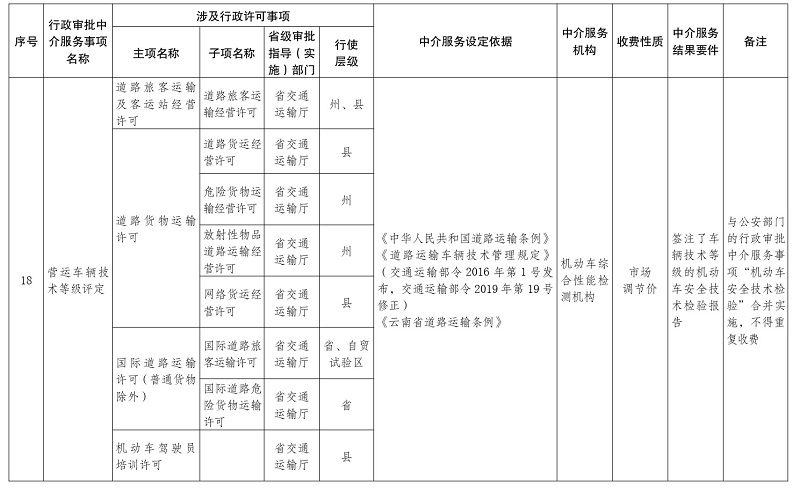 序号
行政审批中
介服务事项
名称
涉及行政许可事项
主项名称
子项名称
省级审批
指导（实
施）部门
行使
层级
中介服务设定依据
中介服务
机构
收费性质
中介服务
结果要件
备注
18
营运车辆技
术等级评定
道路旅客运输
及客运站经营
许可
道路旅客运
输经营许可
省交通
运输厅
州、县
道路货物运输
许可
道路货运经
营许可
省交通
运输厅
县
危险货物运
输经营许可
省交通
运输厅
州
放射性物品
道路运输经
营许可
省交通
运输厅
州
网络货运经
营许可
省交通
运输厅
县
国际道路运输
许可（普通货物
除外）
国际道路旅
客运输许可
省交通
运输厅
省、自贸
试验区
国际道路危
险货物运输
许可
省交通
运输厅
省
机动车驾驶员
培训许可
省交通
运输厅
县
《中华人民共和国道路运输条例》
《道路运输车辆技术管理规定》
（交通运输部令 2016 年第 1 号发
布，交通运输部令 2019 年第 19 号
修正）
《云南省道路运输条例》
机动车综
合性能检
测机构
市场
调节价
签注了车
辆技术等
级的机动
车安全技
术检验报
告
与公安部门
的行政审批
中介服务事
项“机动车
安全技术检
验”合并实
施，不得重
复收费